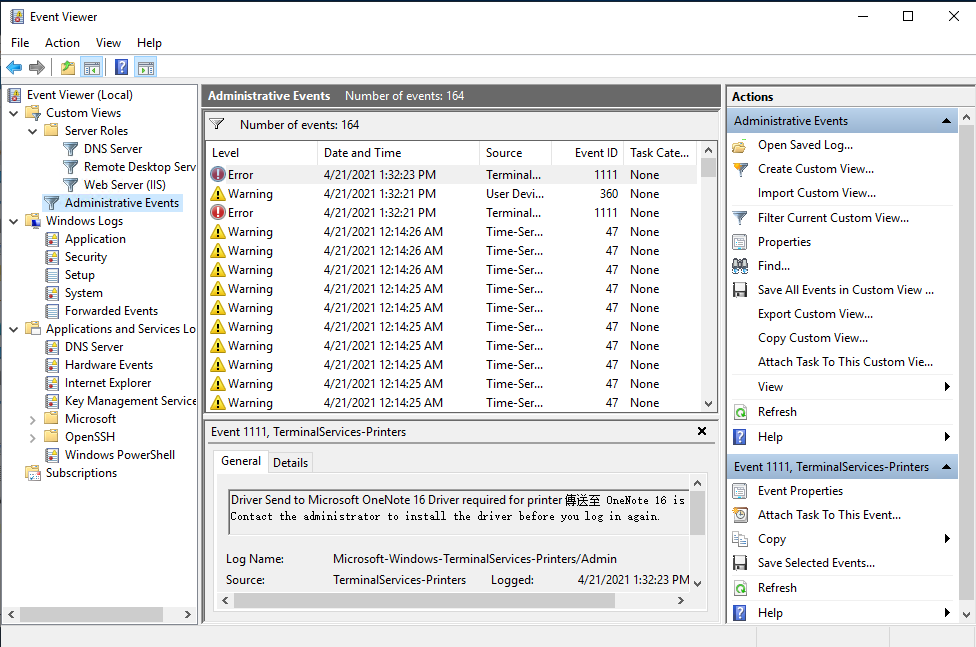 Event Viewer
File Action View Help
Event Viewer (Local)
Custom Views
Server Roles
DNS Server
Remote Desktop Serv
Web Server (IIS)
Administrative Events
Windows Logs
Application
Security
Setup
System
Forwarded Events
Applications and Services Lo
DNS Server
Hardware Events
Internet Explorer
Key Management Service
Microsoft
OpenSSH
Windows PowerShell
Subscriptions
Administrative Events Number of events: 164
Number of events: 164
Level Date and Time Source Event ID Task Cate...
Error 4/21/2021 1:32:23 PM Terminal... 1111 None
Warning 4/21/2021 1:32:21 PM User Devi... 360 None
Error 4/21/2021 1:32:21 PM Terminal... 1111 None
Warning 4/21/2021 12:14:26 AM Time-Ser... 47 None
Warning 4/21/2021 12:14:26 AM Time-Ser... 47 None
Warning 4/21/2021 12:14:26 AM Time-Ser... 47 None
Warning 4/21/2021 12:14:25 AM Time-Ser... 47 None
Warning 4/21/2021 12:14:25 AM Time-Ser... 47 None
Warning 4/21/2021 12:14:25 AM Time-Ser... 47 None
Warning 4/21/2021 12:14:25 AM Time-Ser... 47 None
Warning 4/21/2021 12:14:25 AM Time-Ser... 47 None
Warning 4/21/2021 12:14:25 AM Time-Ser... 47 None
Warning 4/21/2021 12:14:25 AM Time-Ser... 47 None
Event 1111, TerminalServices-Printers
General Details
Driver Send to Microsoft OneNote 16 Driver required for printer 傳送至 OneNote 16 is
Contact the administrator to install the driver before you log in again.
Log Name: Microsoft-Windows-TerminalServices-Printers/Admin
Source: TerminalServices-Printers Logged: 4/21/2021 1:32:23 PM
Actions
Administrative Events
Open Saved Log...
Create Custom View...
Import Custom View...
Filter Current Custom View...
Properties
Find...
Save All Events in Custom View ...
Export Custom View...
Copy Custom View...
Attach Task To This Custom Vie...
View
Refresh
Help
Event 1111, TerminalServices-Printers
Event Properties
Attach Task To This Event...
Copy
Save Selected Events...
Refresh
Help